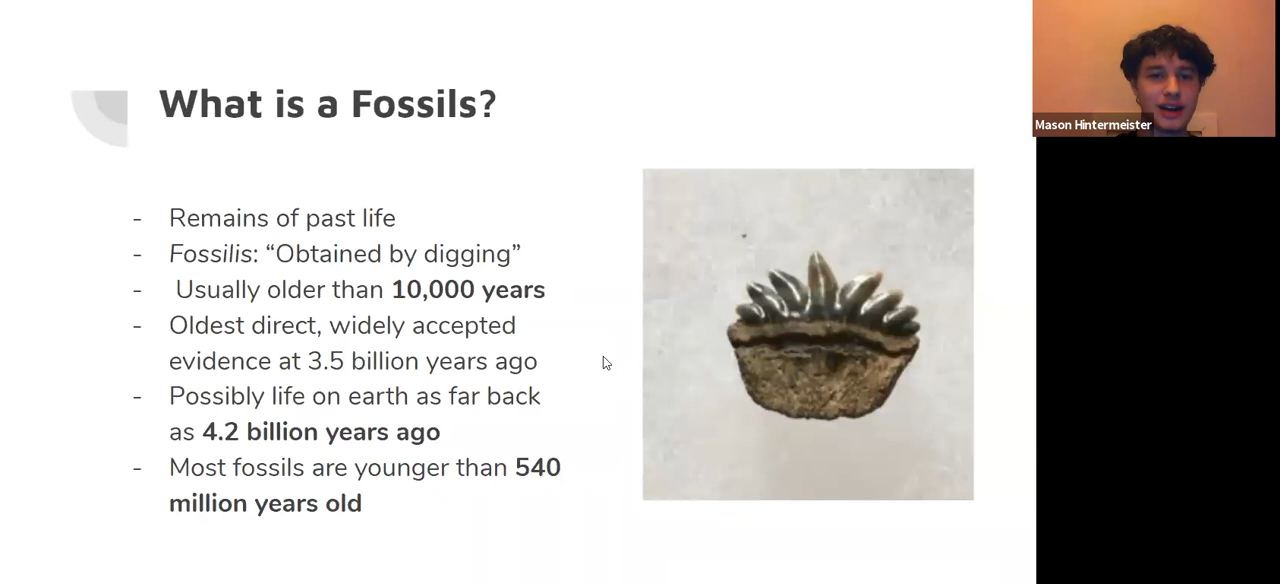 What is a Fossils?
Mason Hintermeister
- Remains of past life
- Fossilis: “Obtained by digging”
- Usually older than 10,000 years
- Oldest direct, widely accepted
evidence at 3.5 billion years ago
- Possibly life on earth as far back
as 4.2 billion years ago
- Most fossils are younger than 540
million years old